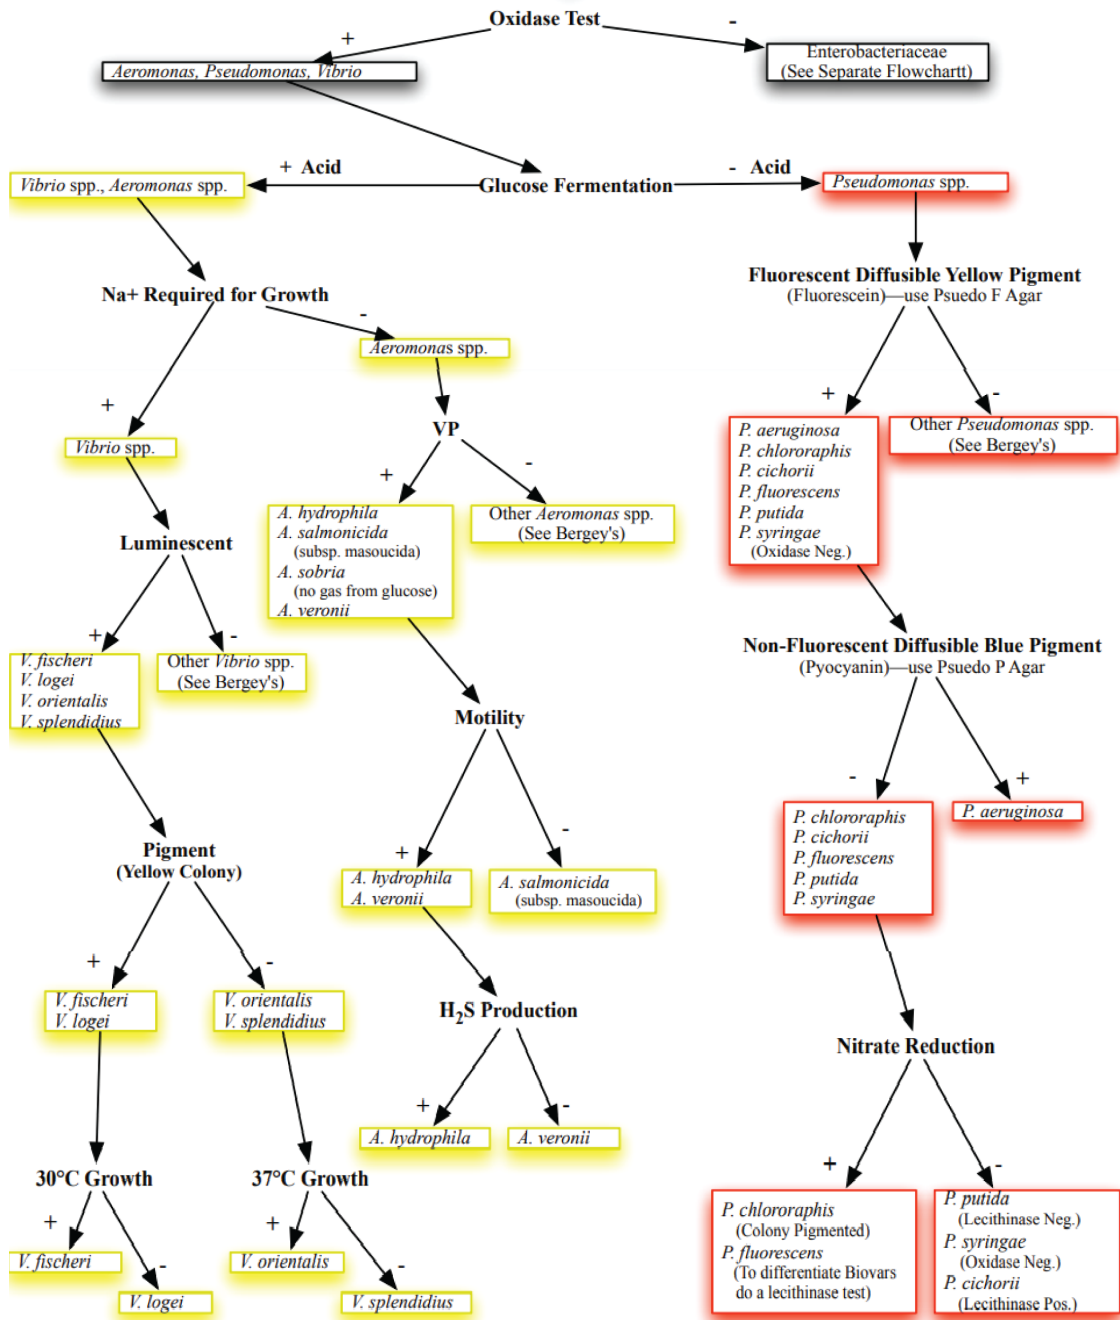 Oxidase Test
+
-
Aeromonas, Pseudomonas, Vibrio
Enterobacteriaceae
(See Separate Flowchartt)
+ Acid
Glucose Fermentation
- Acid
Vibrio spp., Aeromonas spp.
Pseudomonas spp.
Na+ Required for Growth
+
-
Aeromonas spp.
Vibrio spp.
VP
+
-
A. hydrophila
A. salmonicida
(subsp. masoucida)
A. sobria
(no gas from glucose)
A. veronii
Other Aeromonas spp.
(See Bergey's)
Fluorescent Diffusible Yellow Pigment
(Fluorescein)—use Psuedo F Agar
+
-
P. aeruginosa
P. chlororaphis
P. cichorii
P. fluorescens
P. putida
P. syringae
(Oxidase Neg.)
Other Pseudomonas spp.
(See Bergey's)
Luminescent
+
-
V. fischeri
V. logei
V. orientalis
V. splendidius
Other Vibrio spp.
(See Bergey's)
Non-Fluorescent Diffusible Blue Pigment
(Pyocyanin)—use Psuedo P Agar
-
+
P. chlororaphis
P. cichorii
P. fluorescens
P. putida
P. syringae
P. aeruginosa
Motility
+
-
A. hydrophila
A. veronii
A. salmonicida
(subsp. masoucida)
Pigment
(Yellow Colony)
+
-
V. fischeri
V. logei
V. orientalis
V. splendidius
H2S Production
+
-
A. hydrophila
A. veronii
Nitrate Reduction
+
-
P. chlororaphis
(Colony Pigmented)
P. fluorescens
(To differentiate Biovars
do a lecithinase test)
P. putida
(Lecithinase Neg.)
P. syringae
(Oxidase Neg.)
P. cichorii
(Lecithinase Pos.)
30°C Growth
+
-
V. fischeri
V. logei
37°C Growth
+
-
V. orientalis
V. splendidius